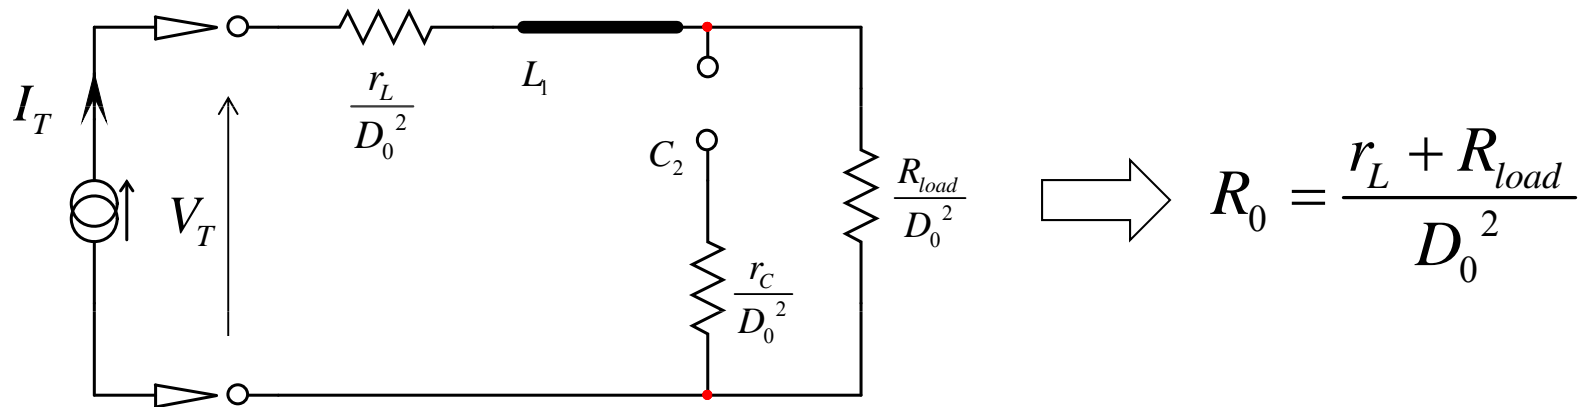 I_T
V_T
r_L / D_0^2
L_1
C_2
r_C / D_0^2
R_load / D_0^2
R_0 = (r_L + R_load) / D_0^2